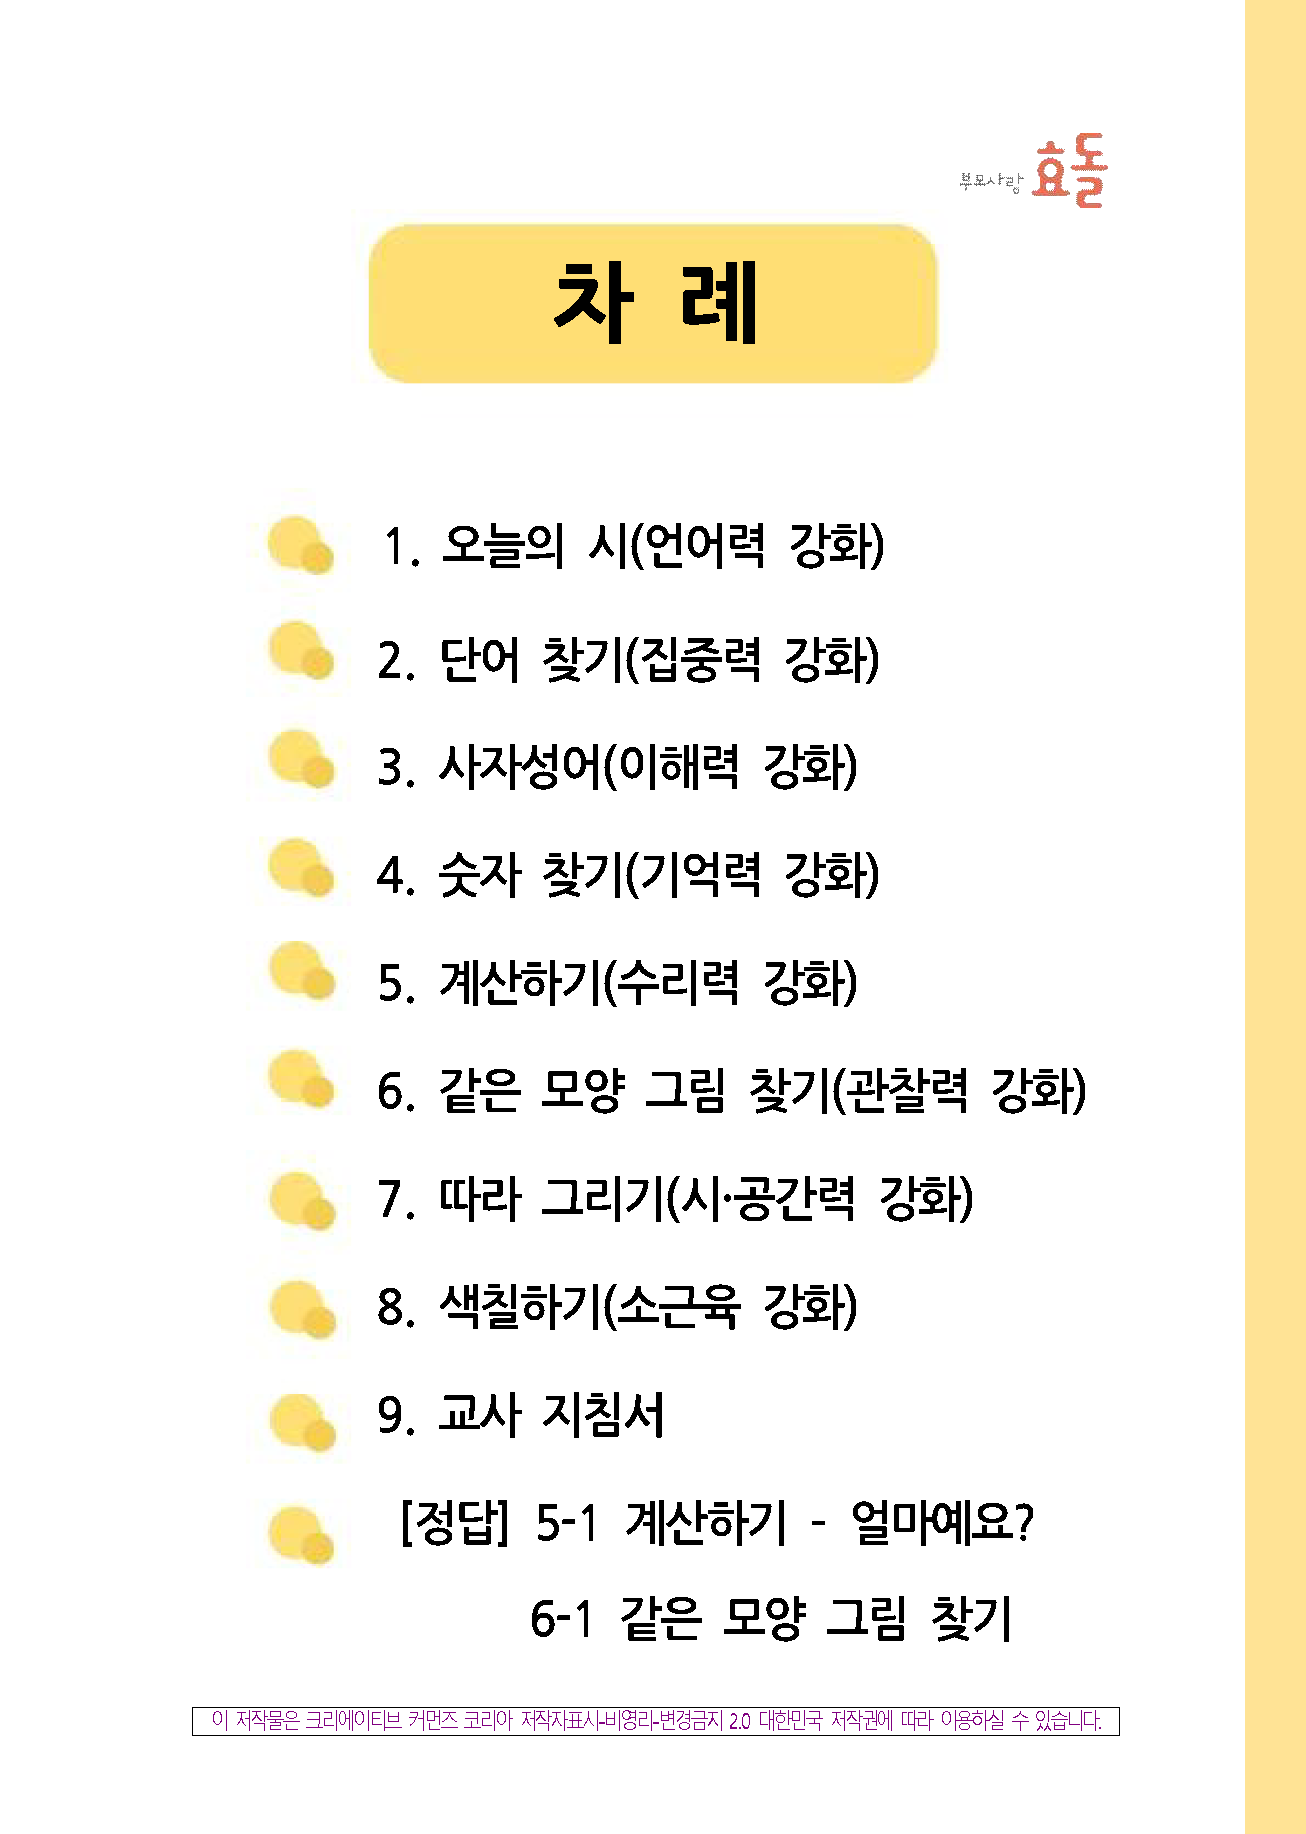 부모사랑 효돌
차 례
1. 오늘의 시(언어력 강화)
2. 단어 찾기(집중력 강화)
3. 사자성어(이해력 강화)
4. 숫자 찾기(기억력 강화)
5. 계산하기(수리력 강화)
6. 같은 모양 그림 찾기(관찰력 강화)
7. 따라 그리기(시·공간력 강화)
8. 색칠하기(소근육 강화)
9. 교사 지침서
[정답] 5-1 계산하기 - 얼마예요?
6-1 같은 모양 그림 찾기
이 저작물은 크리에이티브 커먼즈 코리아 저작자표시-비영리-변경금지 2.0 대한민국 저작권에 따라 이용하실 수 있습니다.